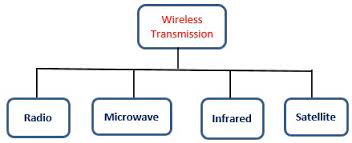 Wireless
Transmission
Radio
Microwave
Infrared
Satellite